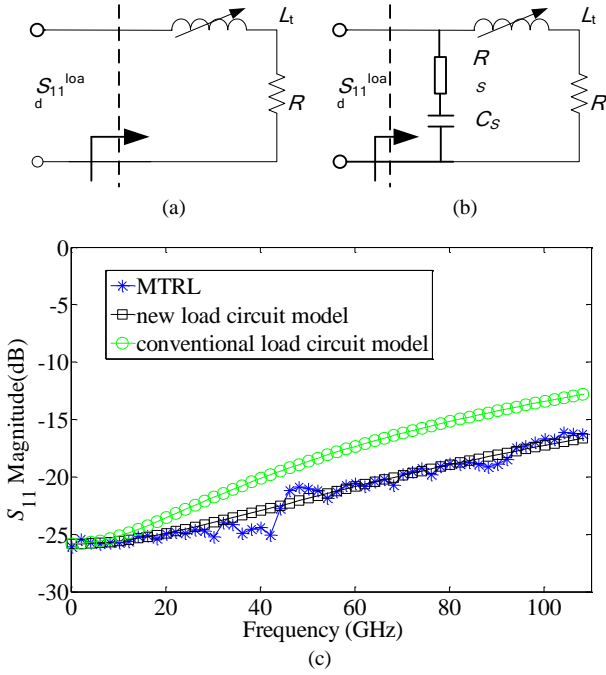 Lt
S11 loa
d
R
(a)
Lt
S11 loa
d
R
s
Cs
R
(b)
0
-5
-10
-15
-20
-25
-30
S11 Magnitude(dB)
MTRL
new load circuit model
conventional load circuit model
0 20 40 60 80 100
Frequency (GHz)
(c)